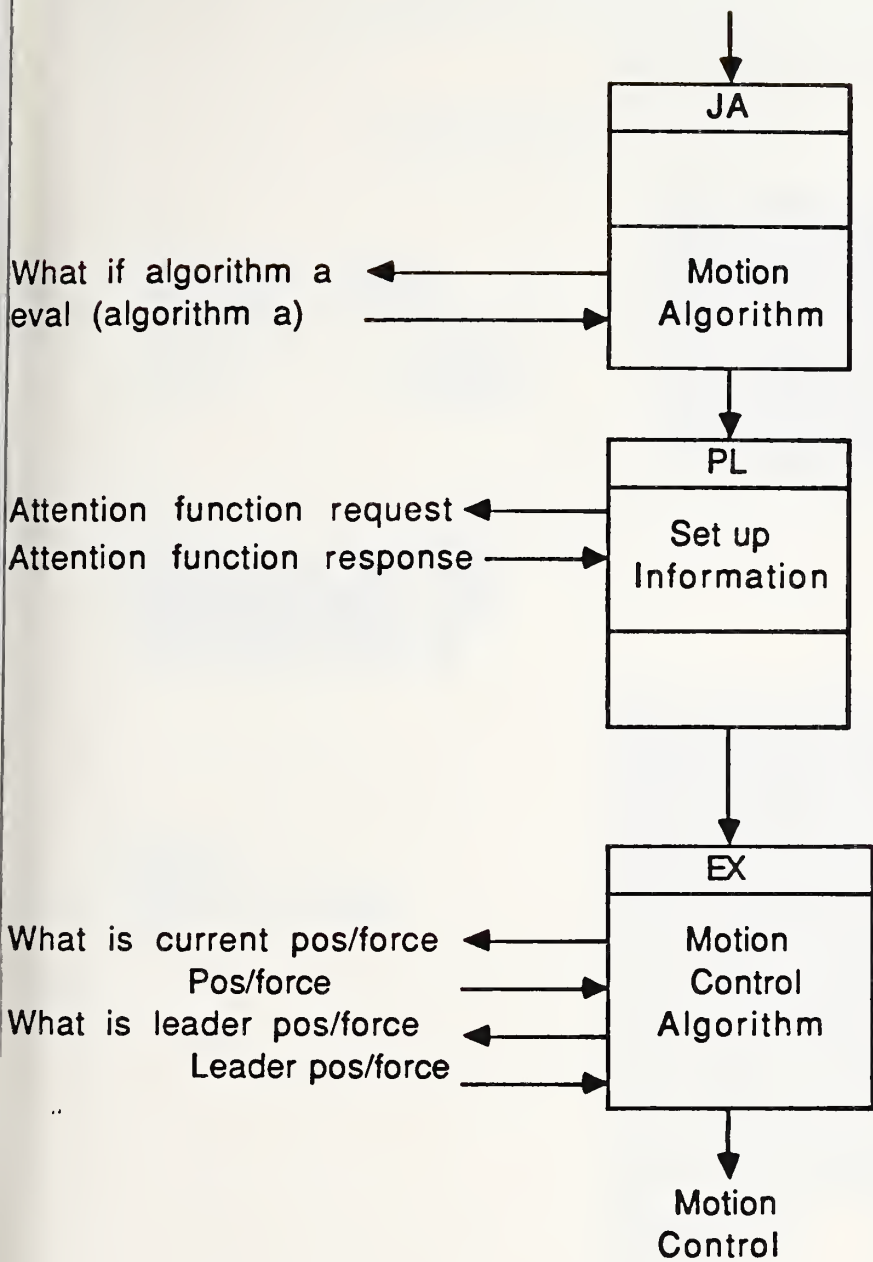 JA
What if algorithm a
eval (algorithm a)
Motion
Algorithm
PL
Attention function request
Attention function response
Set up
Information
EX
What is current pos/force
Pos/force
What is leader pos/force
Leader pos/force
Motion
Control
Algorithm
Motion
Control